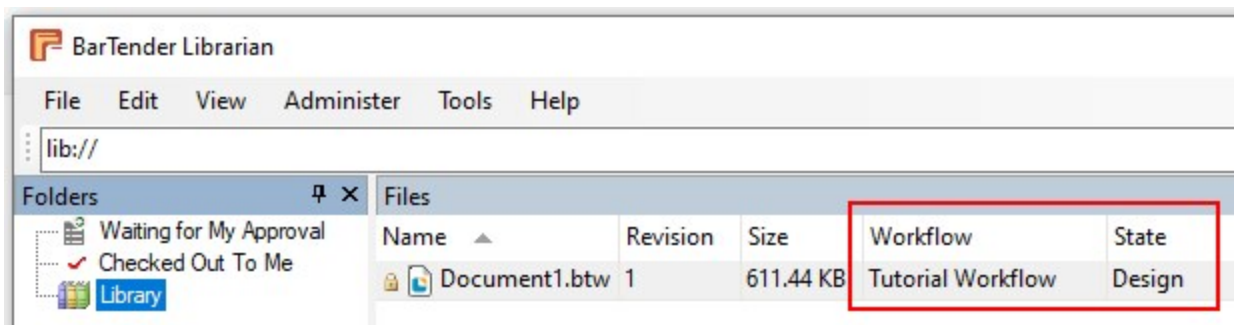 BarTender Librarian
File Edit View Administer Tools Help
lib://
Folders Files
Waiting for My Approval
Checked Out To Me
Library
Name Revision Size Workflow State
Document1.btw 1 611.44 KB Tutorial Workflow Design